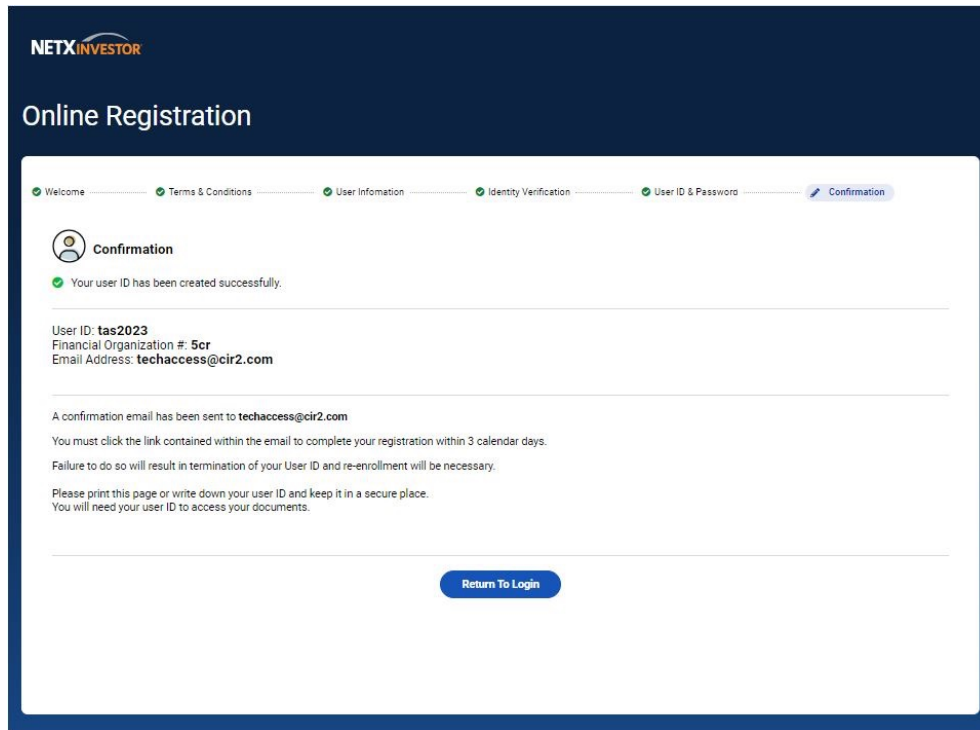 NETXINVESTOR
Online Registration
Welcome Terms & Conditions User Infomation Identity Verification User ID & Password Confirmation
Confirmation
Your user ID has been created successfully.
User ID: tas2023
Financial Organization #: 5cr
Email Address: techaccess@cir2.com
A confirmation email has been sent to techaccess@cir2.com
You must click the link contained within the email to complete your registration within 3 calendar days.
Failure to do so will result in termination of your User ID and re-enrollment will be necessary.
Please print this page or write down your user ID and keep it in a secure place.
You will need your user ID to access your documents.
Return To Login